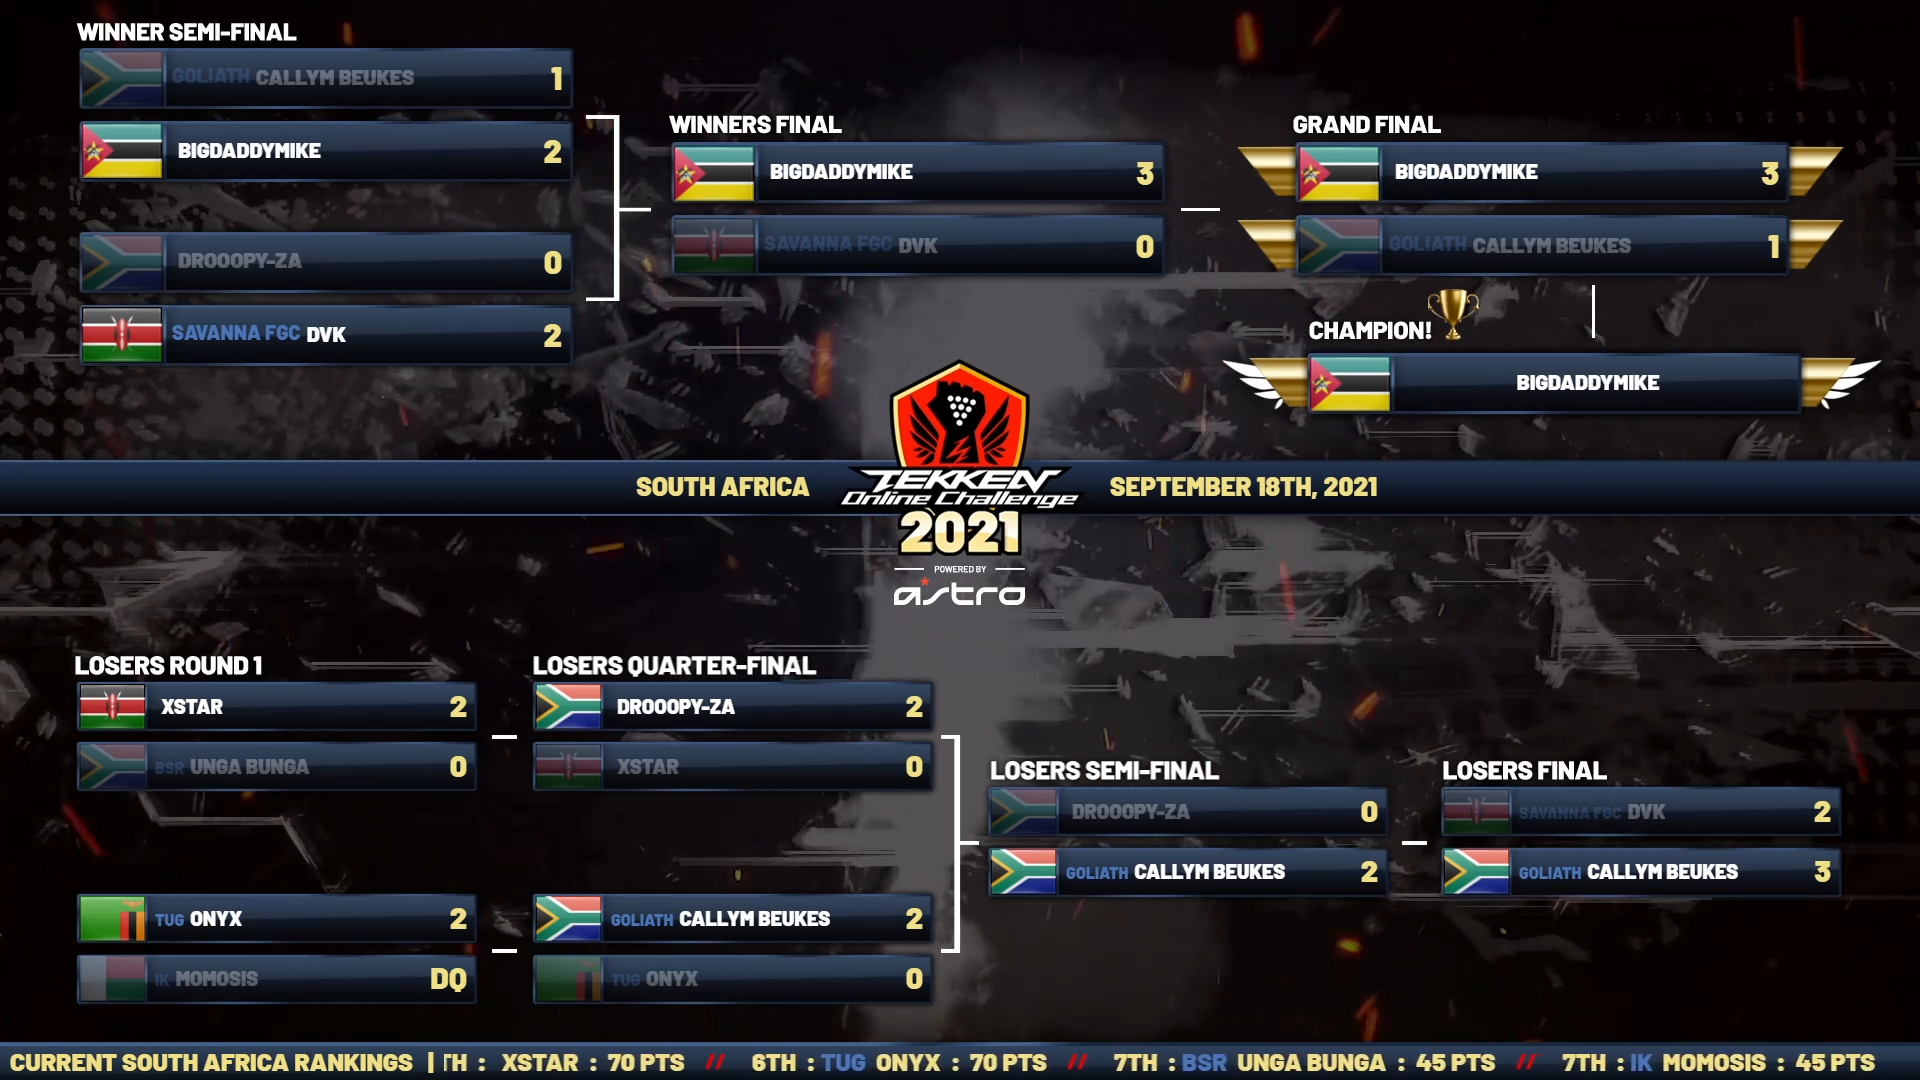 WINNER SEMI-FINAL
GOLIATH CALLYM BEUKES 1
BIGDADDYMIKE 2
DROOOPY-ZA 0
SAVANNA FGC DVK 2
WINNERS FINAL
BIGDADDYMIKE 3
SAVANNA FGC DVK 0
GRAND FINAL
BIGDADDYMIKE 3
GOLIATH CALLYM BEUKES 1
CHAMPION!
BIGDADDYMIKE
SOUTH AFRICA
TEKKEN
Online Challenge
2021
POWERED BY
astro
SEPTEMBER 18TH, 2021
LOSERS ROUND 1
XSTAR 2
BSR UNGA BUNGA 0
TUG ONYX 2
IK MOMOSIS DQ
LOSERS QUARTER-FINAL
DROOOPY-ZA 2
XSTAR 0
GOLIATH CALLYM BEUKES 2
TUG ONYX 0
LOSERS SEMI-FINAL
DROOOPY-ZA 0
GOLIATH CALLYM BEUKES 2
LOSERS FINAL
SAVANNA FGC DVK 2
GOLIATH CALLYM BEUKES 3
CURRENT SOUTH AFRICA RANKINGS | TH : XSTAR : 70 PTS // 6TH : TUG ONYX : 70 PTS // 7TH : BSR UNGA BUNGA : 45 PTS // 7TH : IK MOMOSIS : 45 PTS